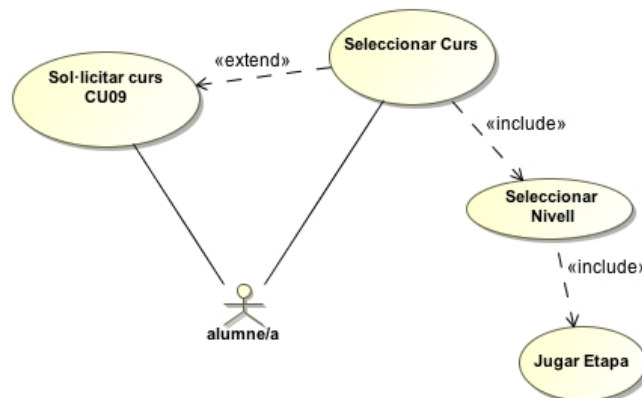 Seleccionar Curs
«extend»
Sol·licitar curs
CU09
«include»
Seleccionar
Nivell
«include»
alumne/a
Jugar Etapa